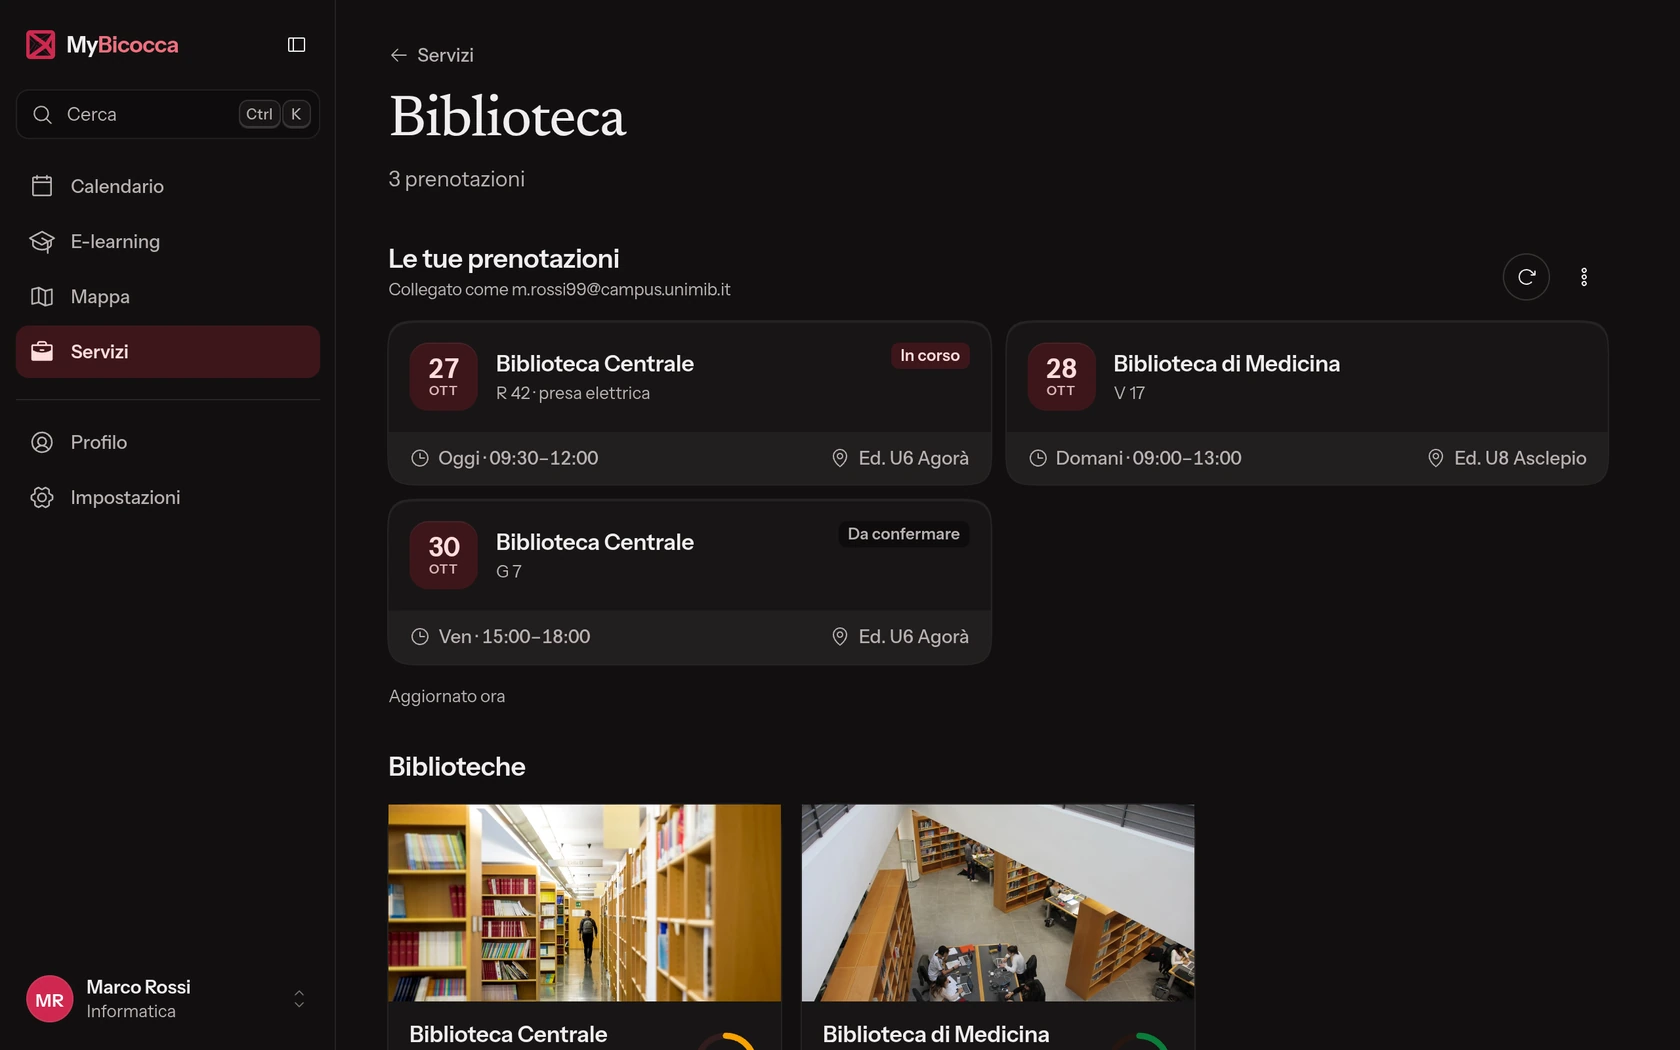 MyBicocca
Cerca
Ctrl K
Calendario
E-learning
Mappa
Servizi
Profilo
Impostazioni
MR
Marco Rossi
Informatica
Servizi
Biblioteca
3 prenotazioni
Le tue prenotazioni
Collegato come m.rossi99@campus.unimib.it
27 OTT
Biblioteca Centrale
In corso
R 42 · presa elettrica
Oggi · 09:30–12:00
Ed. U6 Agorà
28 OTT
Biblioteca di Medicina
V 17
Domani · 09:00–13:00
Ed. U8 Asclepio
30 OTT
Biblioteca Centrale
Da confermare
G 7
Ven · 15:00–18:00
Ed. U6 Agorà
Aggiornato ora
Biblioteche
Biblioteca Centrale
Biblioteca di Medicina